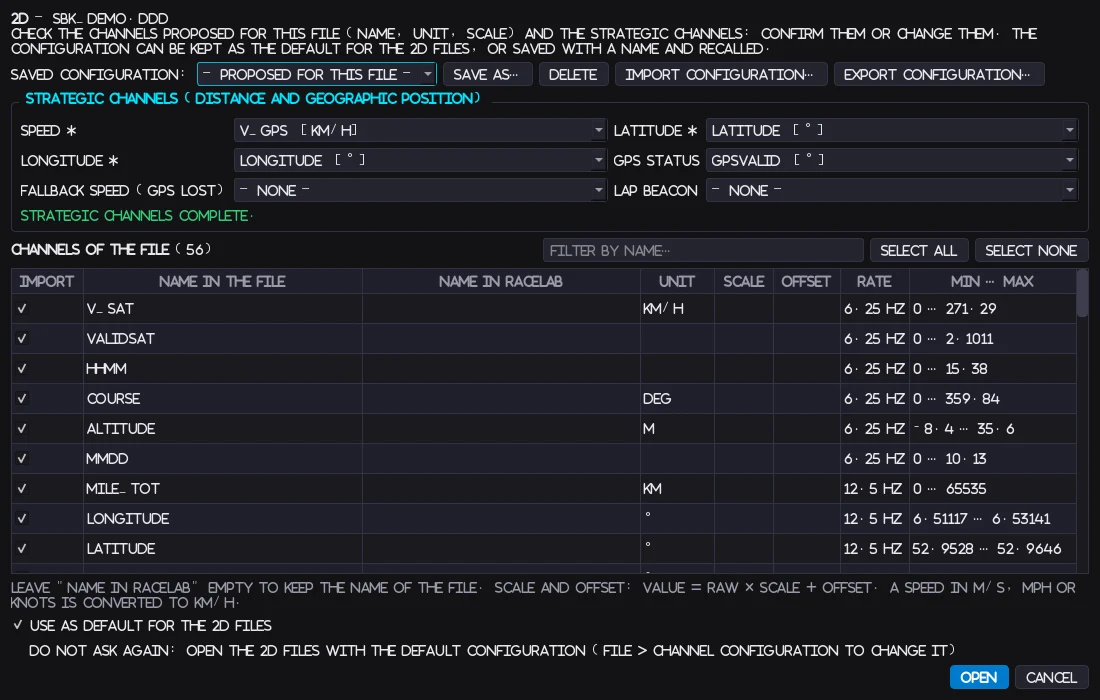 2D - SBK_DEMO.DDD
CHECK THE CHANNELS PROPOSED FOR THIS FILE (NAME, UNIT, SCALE) AND THE STRATEGIC CHANNELS: CONFIRM THEM OR CHANGE THEM. THE
CONFIGURATION CAN BE KEPT AS THE DEFAULT FOR THE 2D FILES, OR SAVED WITH A NAME AND RECALLED.
SAVED CONFIGURATION: - PROPOSED FOR THIS FILE - SAVE AS... DELETE IMPORT CONFIGURATION... EXPORT CONFIGURATION...
STRATEGIC CHANNELS (DISTANCE AND GEOGRAPHIC POSITION)
SPEED * V_GPS [KM/H] LATITUDE * LATITUDE [°]
LONGITUDE * LONGITUDE [°] GPS STATUS GPSVALID [°]
FALLBACK SPEED (GPS LOST) - NONE - LAP BEACON - NONE -
STRATEGIC CHANNELS COMPLETE.
CHANNELS OF THE FILE (56) FILTER BY NAME... SELECT ALL SELECT NONE
IMPORT NAME IN THE FILE NAME IN RACELAB UNIT SCALE OFFSET RATE MIN ... MAX
✓ V_SAT KM/H 6.25 HZ 0 ... 271.29
✓ VALIDSAT 6.25 HZ 0 ... 2.1011
✓ HHMM 6.25 HZ 0 ... 15.38
✓ COURSE DEG 6.25 HZ 0 ... 359.84
✓ ALTITUDE M 6.25 HZ -8.4 ... 35.6
✓ MMDD 6.25 HZ 0 ... 10.13
✓ MILE_TOT KM 12.5 HZ 0 ... 65535
✓ LONGITUDE ° 12.5 HZ 6.51117 ... 6.53141
✓ LATITUDE ° 12.5 HZ 52.9528 ... 52.9646
LEAVE "NAME IN RACELAB" EMPTY TO KEEP THE NAME OF THE FILE. SCALE AND OFFSET: VALUE = RAW × SCALE + OFFSET. A SPEED IN M/S, MPH OR
KNOTS IS CONVERTED TO KM/H.
✓ USE AS DEFAULT FOR THE 2D FILES
DO NOT ASK AGAIN: OPEN THE 2D FILES WITH THE DEFAULT CONFIGURATION (FILE > CHANNEL CONFIGURATION TO CHANGE IT)
OPEN CANCEL